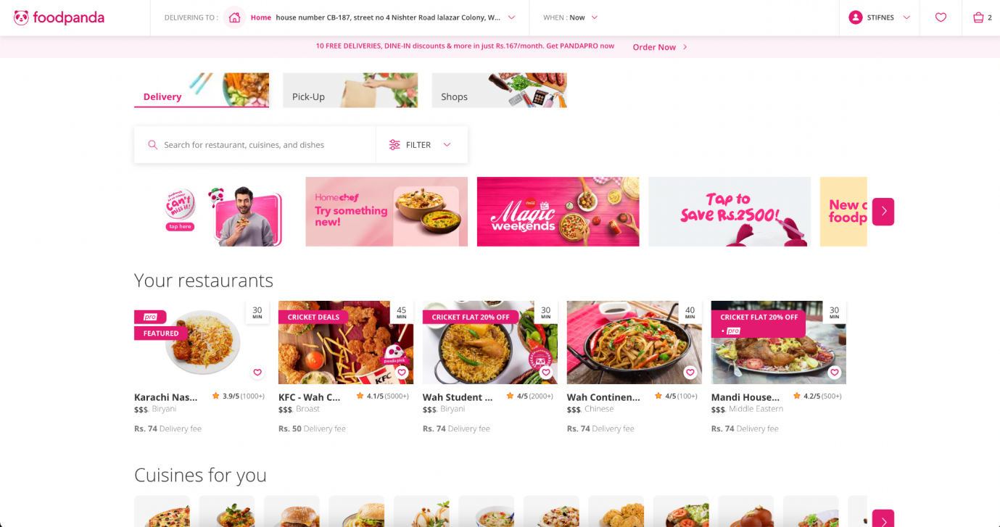 foodpanda
DELIVERING TO :
Home
house number CB-187, street no 4 Nishter Road lalazar Colony, W...
WHEN : Now
STIFNES
2
10 FREE DELIVERIES, DINE-IN discounts & more in just Rs.167/month. Get PANDAPRO now
Order Now
Delivery
Pick-Up
Shops
Search for restaurant, cuisines, and dishes
FILTER
can't
miss it!
tap here
Homechef
Try something
new!
Magic
weekends
Tap to
Save Rs.2500!
New
foodp
Your restaurants
pro
FEATURED
30
MIN
Karachi Nas...
3.9/5 (1000+)
$$$. Biryani
Rs. 74 Delivery fee
CRICKET DEALS
45
MIN
panda pick
KFC
KFC - Wah C...
4.1/5 (5000+)
$$$. Broast
Rs. 50 Delivery fee
CRICKET FLAT 20% OFF
30
MIN
Wah Student ...
4/5 (2000+)
$$$. Biryani
Rs. 74 Delivery fee
40
MIN
Wah Continen...
4/5 (100+)
$$$. Chinese
Rs. 74 Delivery fee
CRICKET FLAT 20% OFF
• pro
30
MIN
Mandi House...
4.2/5 (500+)
$$$. Middle Eastern
Rs. 74 Delivery fee
Cuisines for you